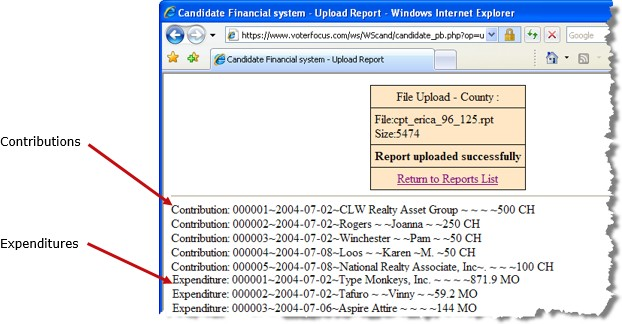 Candidate Financial system - Upload Report - Windows Internet Explorer
https://www.voterfocus.com/ws/WScand/candidate_pb.php?op=u
Google
Candidate Financial system - Upload Report
File Upload - County :
File:cpt_erica_96_125.rpt
Size:5474
Report uploaded successfully
Return to Reports List
Contributions
Contribution: 000001~2004-07-02~CLW Realty Asset Group ~ ~ ~ ~500 CH
Contribution: 000002~2004-07-02~Rogers ~ ~Joanna ~ ~250 CH
Contribution: 000003~2004-07-02~Winchester ~ ~Pam ~ ~50 CH
Contribution: 000004~2004-07-08~Loos ~ ~Karen ~M. ~50 CH
Contribution: 000005~2004-07-08~National Realty Associate, Inc~. ~ ~ ~100 CH
Expenditures
Expenditure: 000001~2004-07-02~Type Monkeys, Inc. ~ ~ ~ ~871.9 MO
Expenditure: 000002~2004-07-02~Tafuro ~ ~Vinny ~ ~59.2 MO
Expenditure: 000003~2004-07-06~Aspire Attire ~ ~ ~ ~144 MO